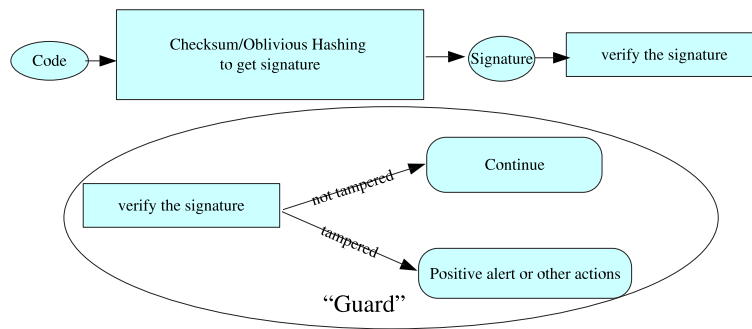 Code
Checksum/Oblivious Hashing
to get signature
Signature
verify the signature
verify the signature
not tampered
Continue
tampered
Positive alert or other actions
“Guard”